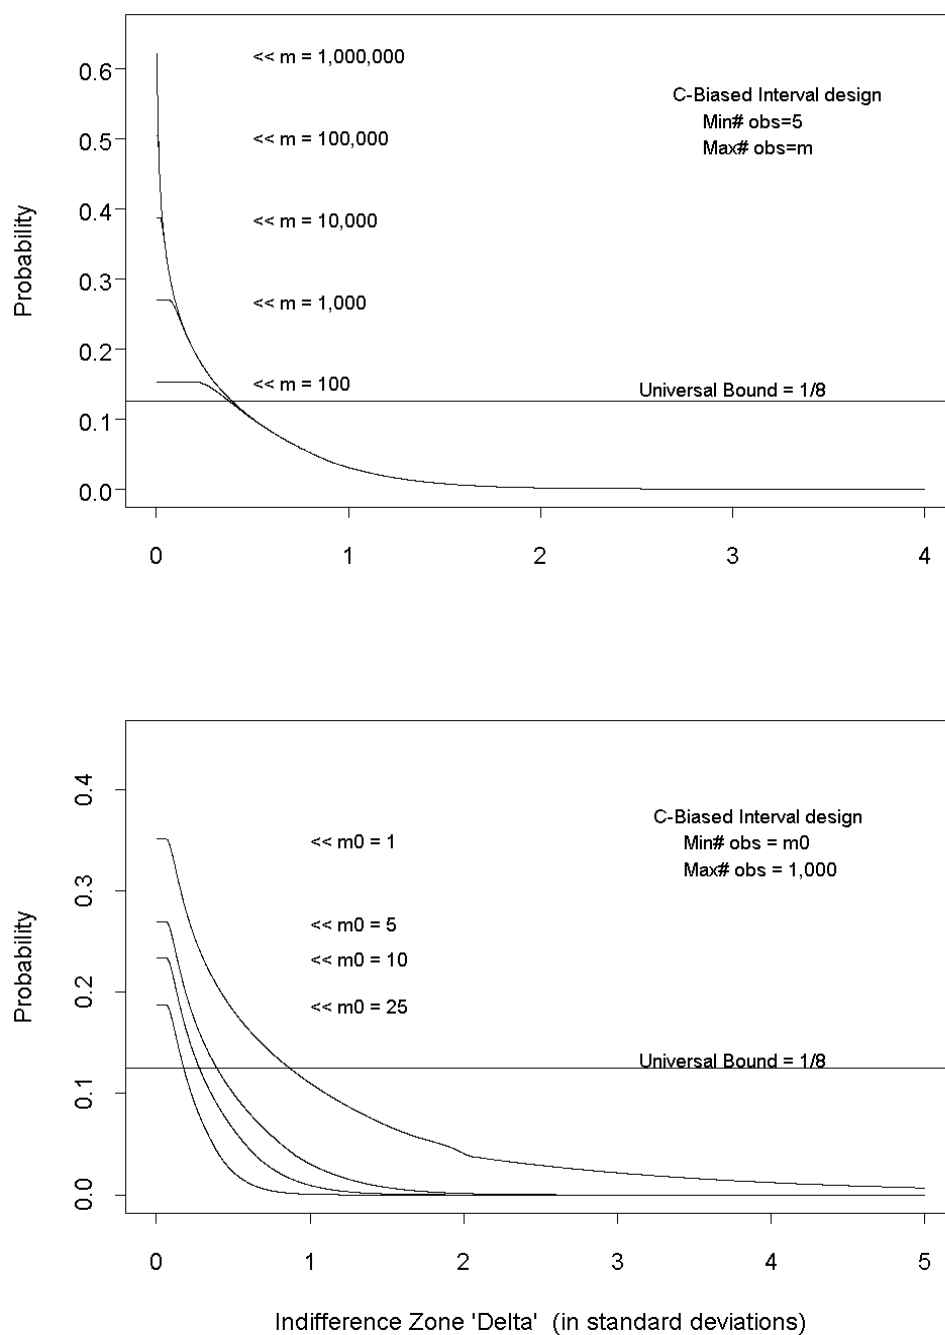 << m = 1,000,000
<< m = 100,000
<< m = 10,000
<< m = 1,000
<< m = 100
C-Biased Interval design
Min# obs=5
Max# obs=m
Universal Bound = 1/8
Probability
0.6
0.5
0.4
0.3
0.2
0.1
0.0
0 1 2 3 4
<< m0 = 1
<< m0 = 5
<< m0 = 10
<< m0 = 25
C-Biased Interval design
Min# obs = m0
Max# obs = 1,000
Universal Bound = 1/8
Probability
0.4
0.3
0.2
0.1
0.0
0 1 2 3 4 5
Indifference Zone 'Delta' (in standard deviations)